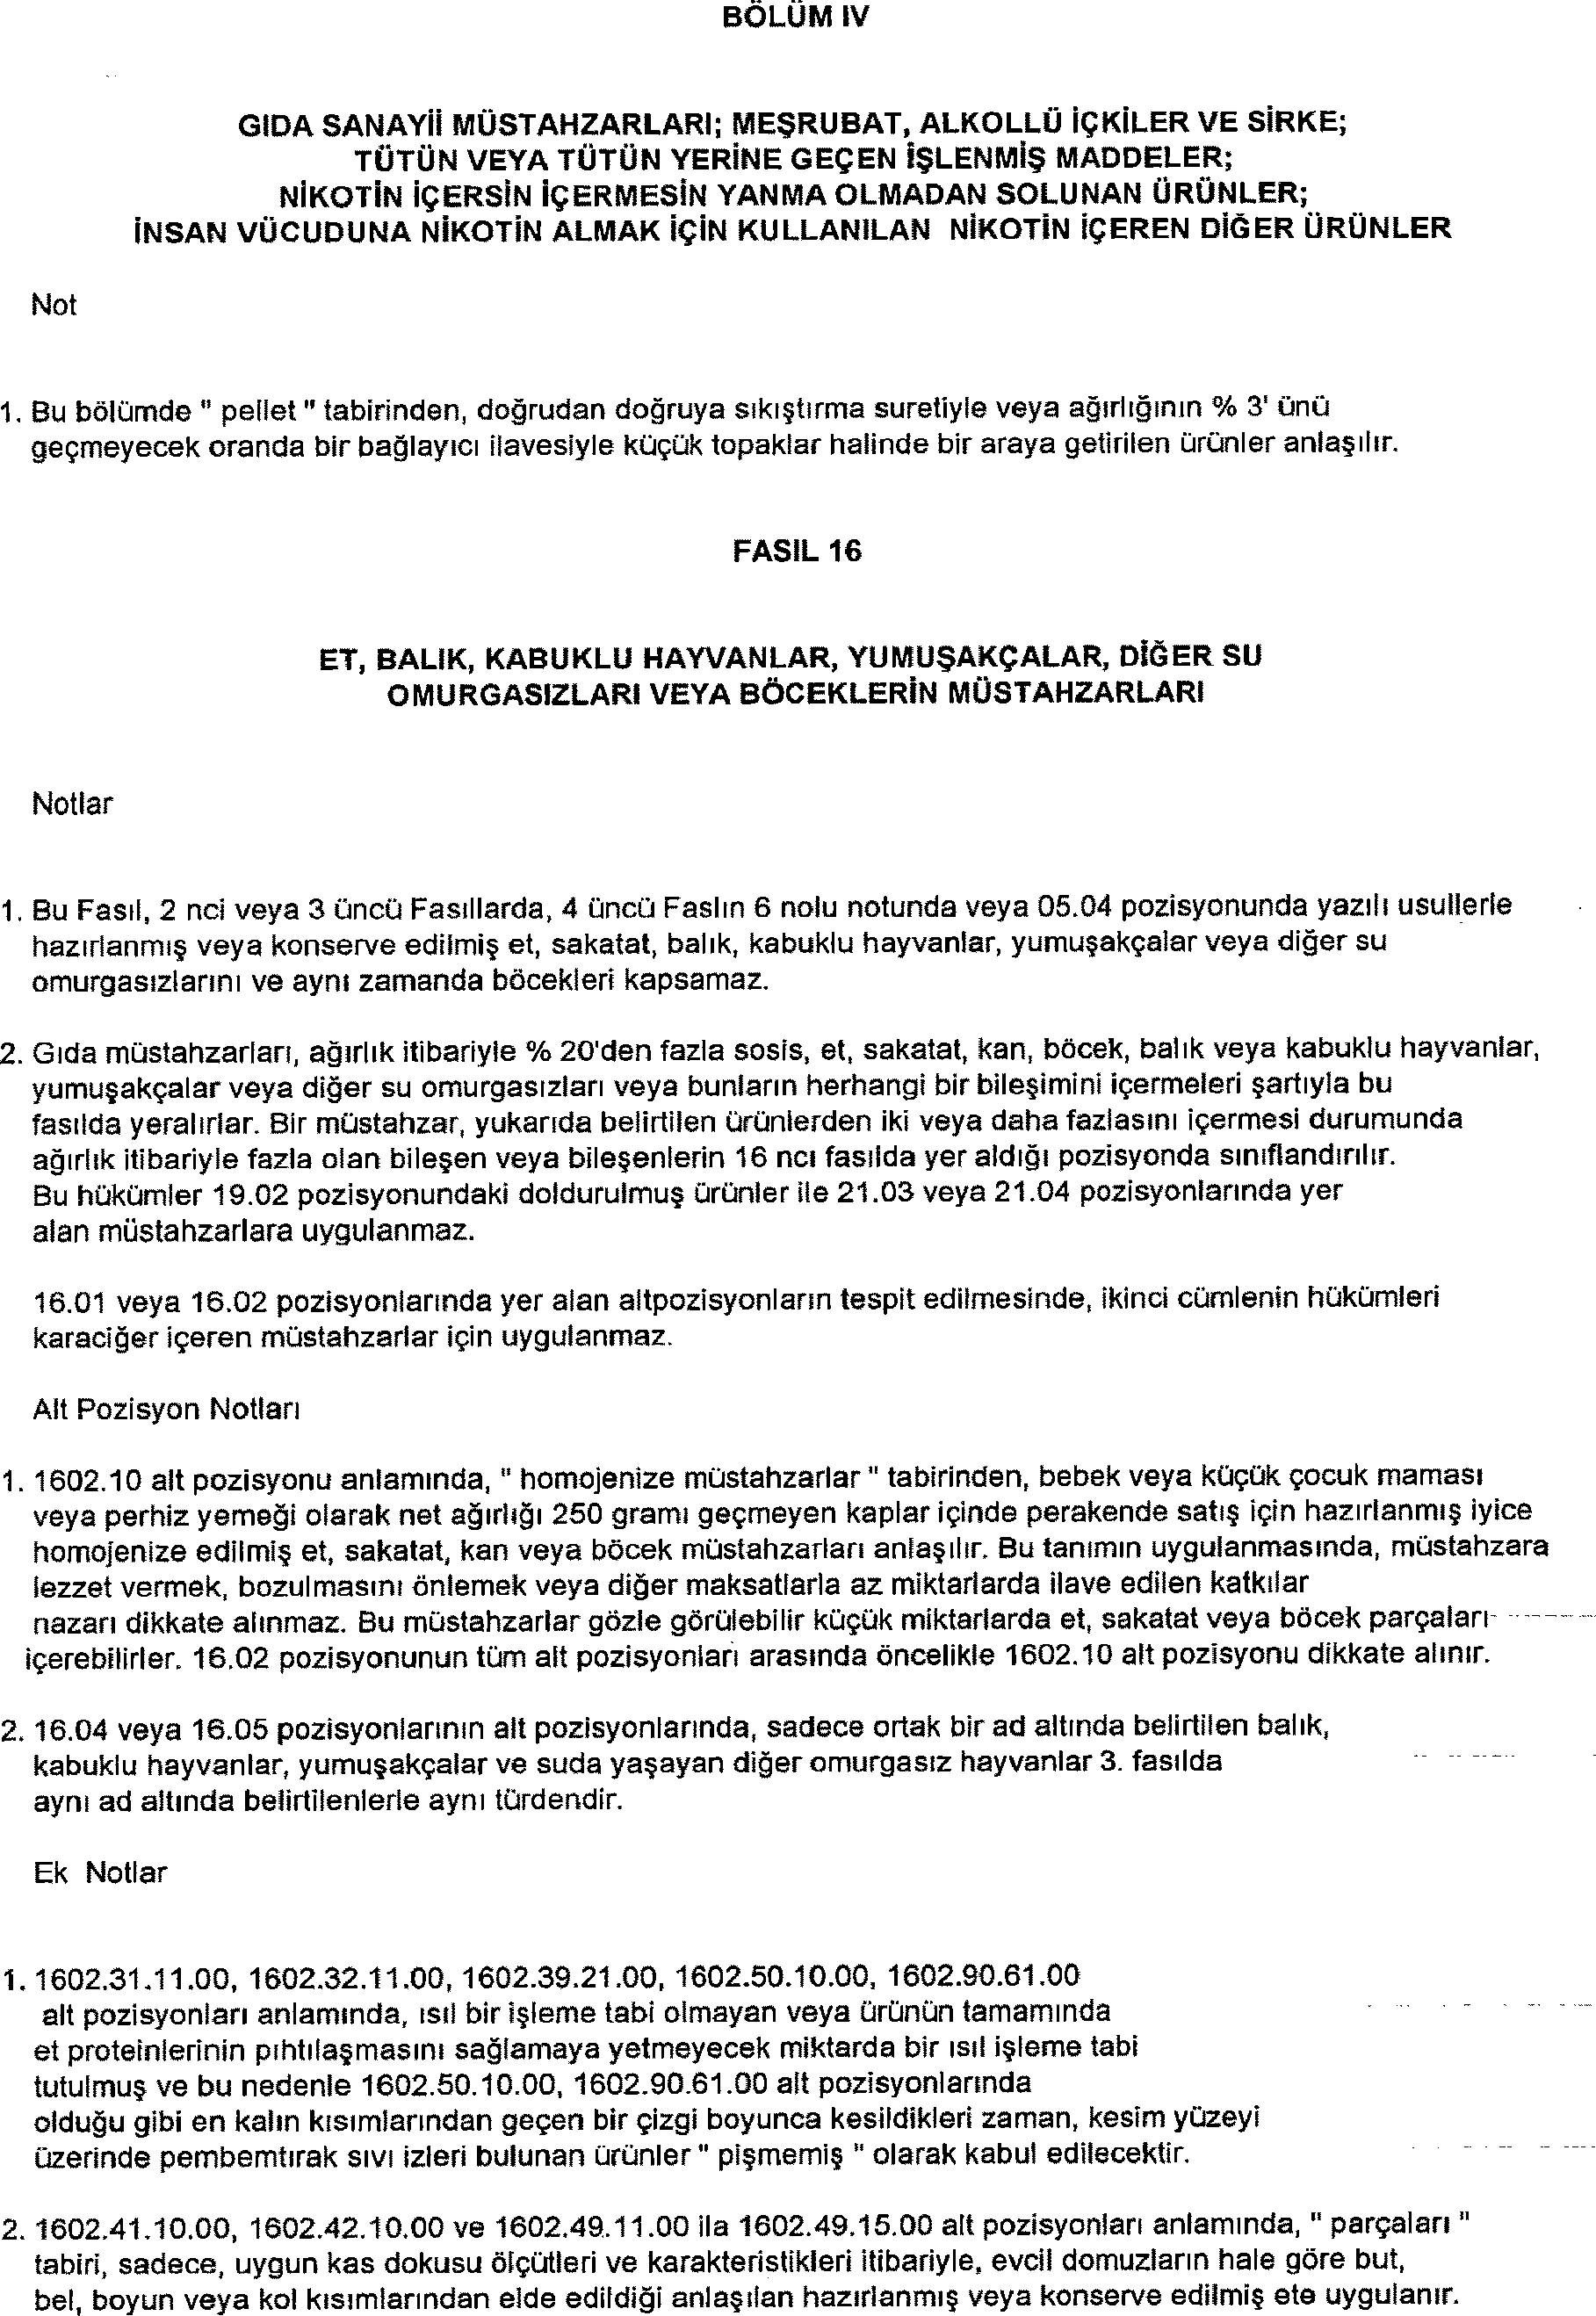 BÖLÜM IV
GIDA SANAYİİ MÜSTAHZARLARI; MEŞRUBAT, ALKOLLÜ İÇKİLER VE SİRKE;
TÜTÜN VEYA TÜTÜN YERİNE GEÇEN İŞLENMİŞ MADDELER;
NİKOTİN İÇERSİN İÇERMESİN YANMA OLMADAN SOLUNAN ÜRÜNLER;
İNSAN VÜCUDUNA NİKOTİN ALMAK İÇİN KULLANILAN NİKOTİN İÇEREN DİĞER ÜRÜNLER
Not
1. Bu bölümde " pellet " tabirinden, doğrudan doğruya sıkıştırma suretiyle veya ağırlığının % 3' ünü
geçmeyecek oranda bir bağlayıcı ilavesiyle küçük topaklar halinde bir araya getirilen ürünler anlaşılır.
FASIL 16
ET, BALIK, KABUKLU HAYVANLAR, YUMUŞAKÇALAR, DİĞER SU
OMURGASIZLARI VEYA BÖCEKLERİN MÜSTAHZARLARI
Notlar
1. Bu Fasıl, 2 nci veya 3 üncü Fasıllarda, 4 üncü Faslın 6 nolu notunda veya 05.04 pozisyonunda yazılı usullerle
hazırlanmış veya konserve edilmiş et, sakatat, balık, kabuklu hayvanlar, yumuşakçalar veya diğer su
omurgasızlarını ve aynı zamanda böcekleri kapsamaz.
2. Gıda müstahzarları, ağırlık itibariyle % 20'den fazla sosis, et, sakatat, kan, böcek, balık veya kabuklu hayvanlar,
yumuşakçalar veya diğer su omurgasızları veya bunların herhangi bir bileşimini içermeleri şartıyla bu
fasılda yeralırlar. Bir müstahzar, yukarıda belirtilen ürünlerden iki veya daha fazlasını içermesi durumunda
ağırlık itibariyle fazla olan bileşen veya bileşenlerin 16 ncı fasılda yer aldığı pozisyonda sınıflandırılır.
Bu hükümler 19.02 pozisyonundaki doldurulmuş ürünler ile 21.03 veya 21.04 pozisyonlarında yer
alan müstahzarlara uygulanmaz.
16.01 veya 16.02 pozisyonlarında yer alan altpozisyonların tespit edilmesinde, ikinci cümlenin hükümleri
karaciğer içeren müstahzarlar için uygulanmaz.
Alt Pozisyon Notları
1. 1602.10 alt pozisyonu anlamında, " homojenize müstahzarlar " tabirinden, bebek veya küçük çocuk maması
veya perhiz yemeği olarak net ağırlığı 250 gramı geçmeyen kaplar içinde perakende satış için hazırlanmış iyice
homojenize edilmiş et, sakatat, kan veya böcek müstahzarları anlaşılır. Bu tanımın uygulanmasında, müstahzara
lezzet vermek, bozulmasını önlemek veya diğer maksatlarla az miktarlarda ilave edilen katkılar
nazarı dikkate alınmaz. Bu müstahzarlar gözle görülebilir küçük miktarlarda et, sakatat veya böcek parçaları
içerebilirler. 16.02 pozisyonunun tüm alt pozisyonları arasında öncelikle 1602.10 alt pozisyonu dikkate alınır.
2. 16.04 veya 16.05 pozisyonlarının alt pozisyonlarında, sadece ortak bir ad altında belirtilen balık,
kabuklu hayvanlar, yumuşakçalar ve suda yaşayan diğer omurgasız hayvanlar 3. fasılda
aynı ad altında belirtilenlerle aynı türdendir.
Ek Notlar
1. 1602.31.11.00, 1602.32.11.00, 1602.39.21.00, 1602.50.10.00, 1602.90.61.00
alt pozisyonları anlamında, ısıl bir işleme tabi olmayan veya ürünün tamamında
et proteinlerinin pıhtılaşmasını sağlamaya yetmeyecek miktarda bir ısıl işleme tabi
tutulmuş ve bu nedenle 1602.50.10.00, 1602.90.61.00 alt pozisyonlarında
olduğu gibi en kalın kısımlarından geçen bir çizgi boyunca kesildikleri zaman, kesim yüzeyi
üzerinde pembemtırak sıvı izleri bulunan ürünler " pişmemiş " olarak kabul edilecektir.
2. 1602.41.10.00, 1602.42.10.00 ve 1602.49.11.00 ila 1602.49.15.00 alt pozisyonları anlamında, " parçaları "
tabiri, sadece, uygun kas dokusu ölçütleri ve karakteristikleri itibariyle, evcil domuzların hale göre but,
bel, boyun veya kol kısımlarından elde edildiği anlaşılan hazırlanmış veya konserve edilmiş ete uygulanır.